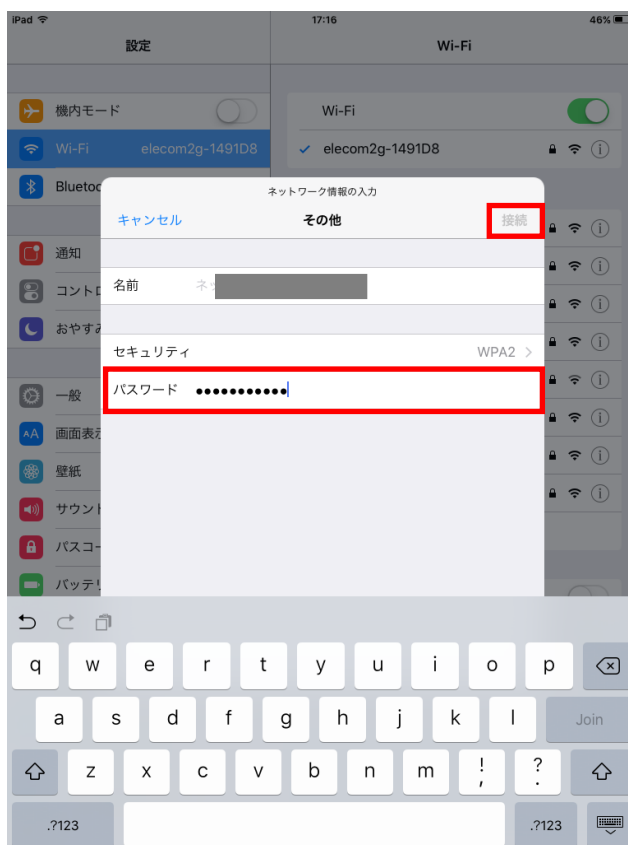 iPad 17:16 46%
設定
Wi-Fi
機内モード
Wi-Fi
Wi-Fi elecom2g-1491D8
elecom2g-1491D8
Bluetoo
ネットワーク情報の入力
キャンセル その他 接続
通知
名前 ネッ
コントロ
おやすみ
セキュリティ WPA2
パスワード ●●●●●●●●●●●
一般
AA 画面表示
壁紙
サウンド
パスコー
バッテリ
q w e r t y u i o p
a s d f g h j k l Join
z x c v b n m ! , ? .
.?123 .?123